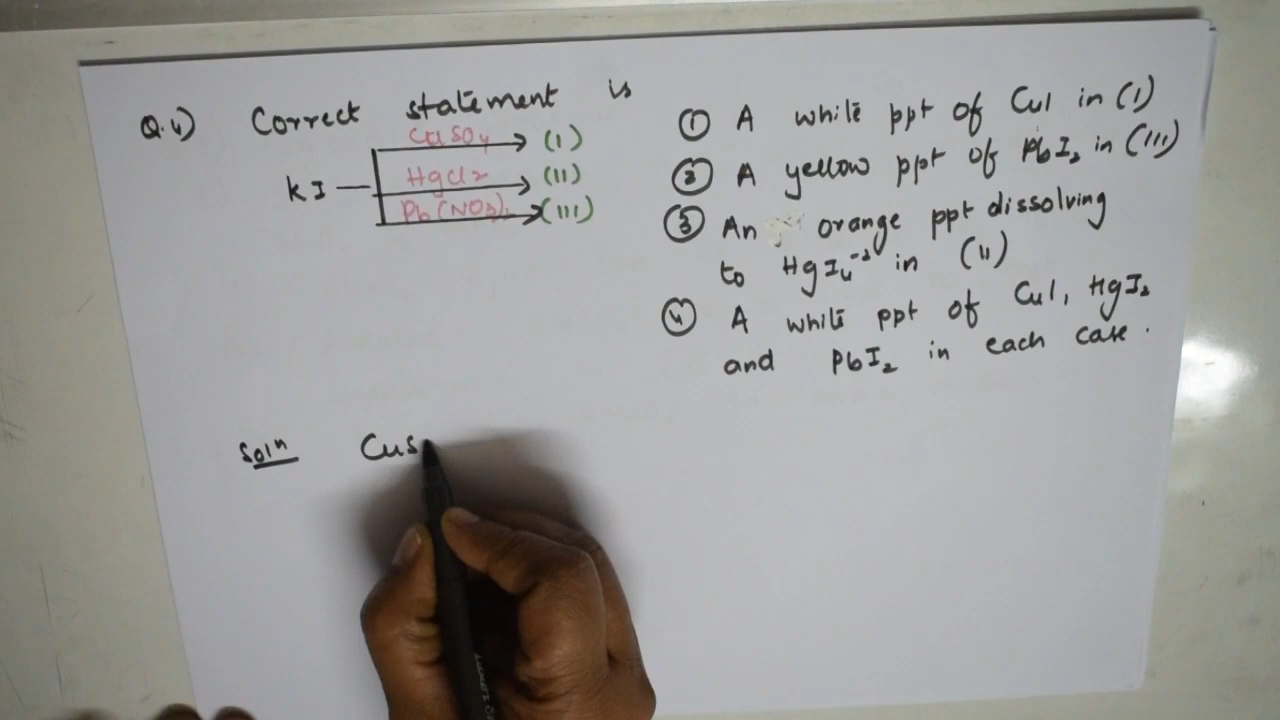 Q.4) Correct statement is
CuSO4 (I)
KI HgCl2 (II)
Pb(NO3)2 (III)
① A white ppt of CuI in (I)
② A yellow ppt of PbI2 in (III)
③ An orange ppt dissolving
to HgI4^-2 in (II)
④ A white ppt of CuI, HgI2
and PbI2 in each case.
Solⁿ CuS